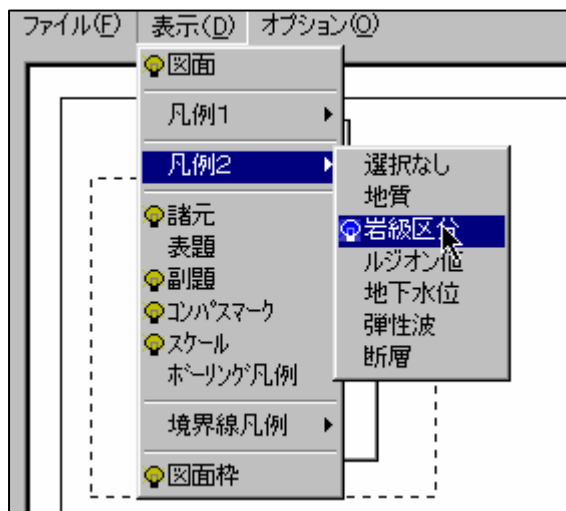 ファイル(F) 表示(D) オプション(O)
図面
凡例1
凡例2
諸元
表題
副題
コンパスマーク
スケール
ボーリング凡例
境界線凡例
図面枠
選択なし
地質
岩級区分
ルジオン値
地下水位
弾性波
断層